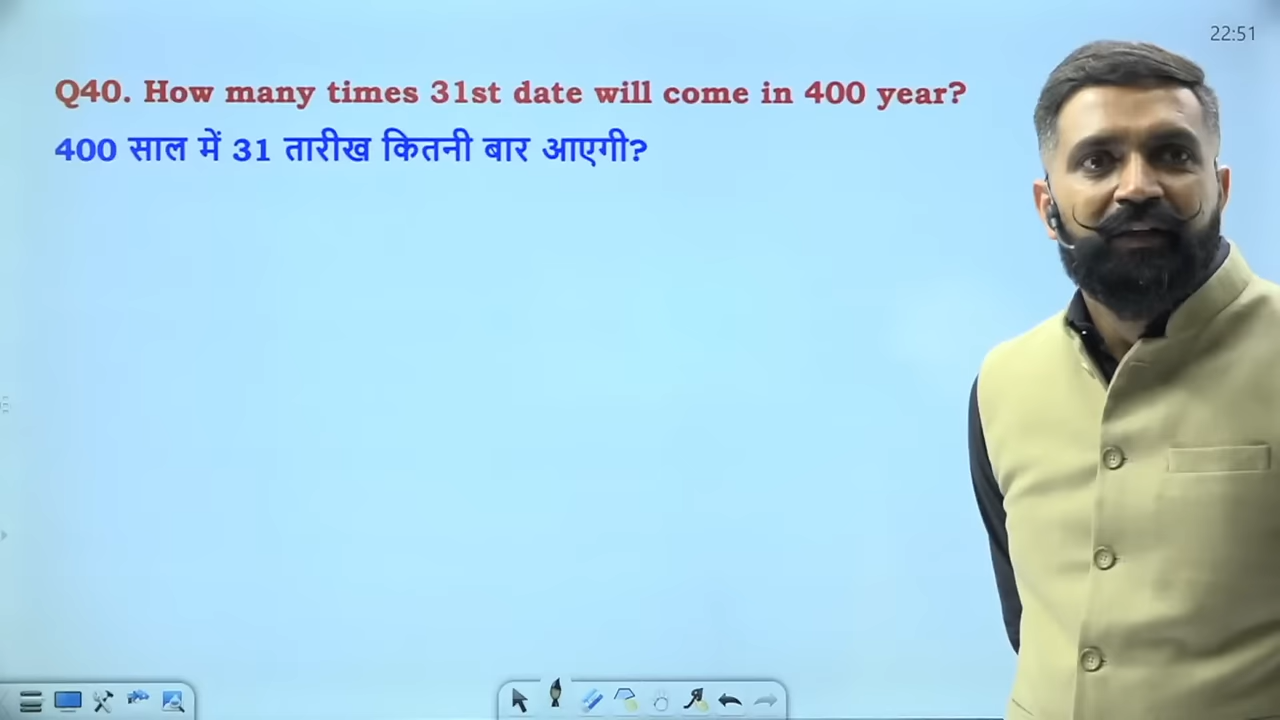 22:51
Q40. How many times 31st date will come in 400 year?
400 साल में 31 तारीख कितनी बार आएगी?